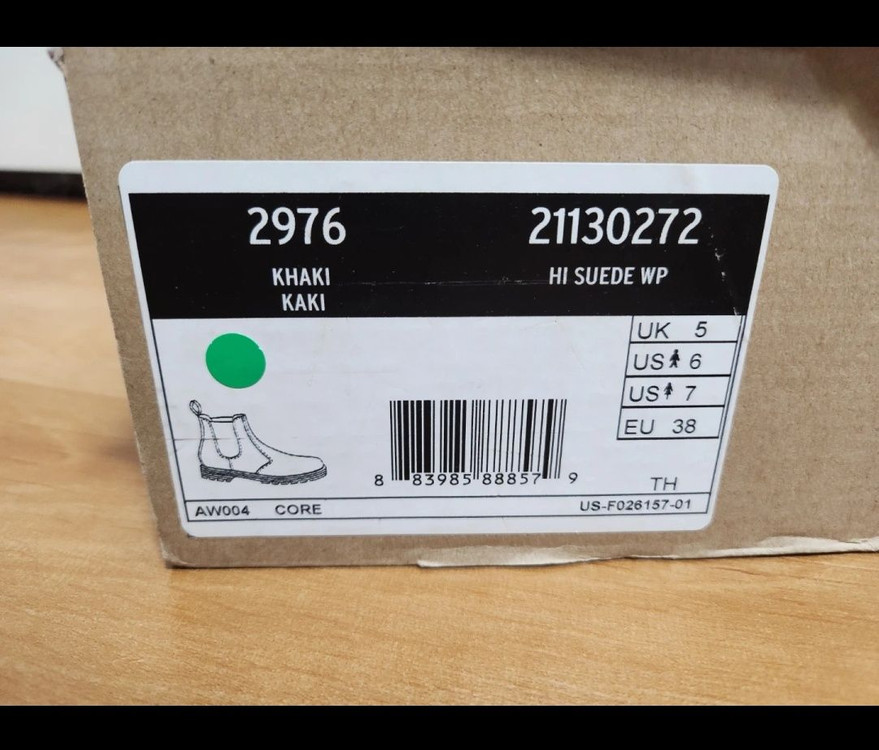 2976 21130272
KHAKI HI SUEDE WP
KAKI
UK 5
US 6
US 7
EU 38
8 83985 88857 9
TH
AW004 CORE US-F026157-01